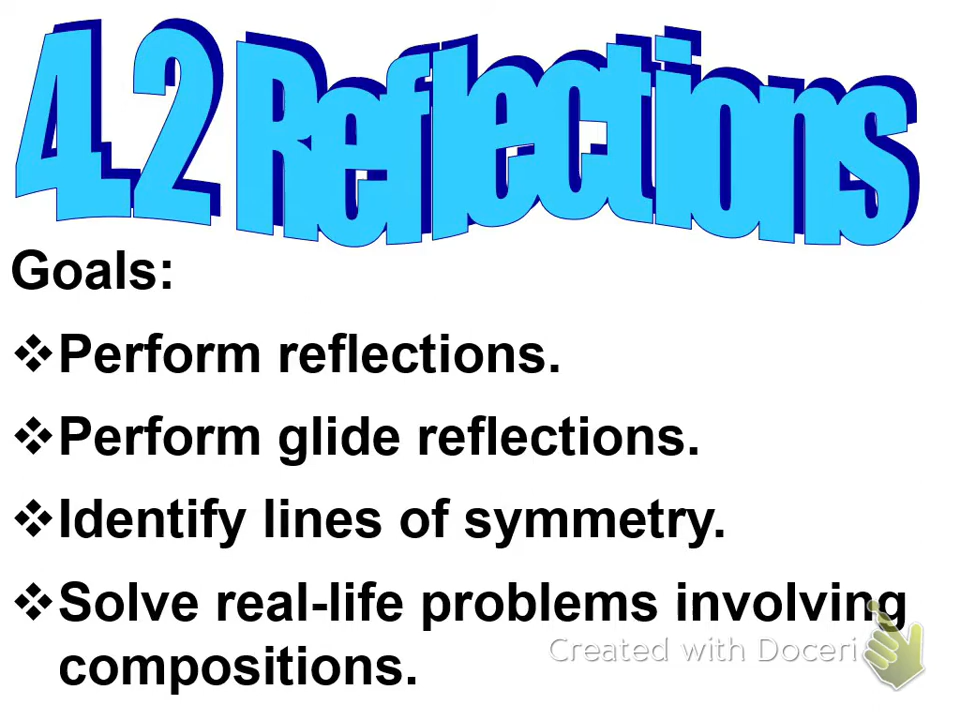 4.2 Reflections
Goals:
❖Perform reflections.
❖Perform glide reflections.
❖Identify lines of symmetry.
❖Solve real-life problems involving
compositions.
Created with Doceri